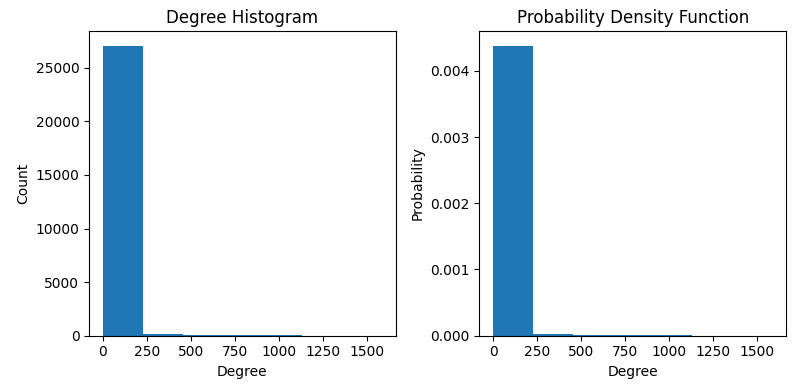 Degree Histogram
Count
25000
20000
15000
10000
5000
0
0 250 500 750 1000 1250 1500
Degree
Probability Density Function
Probability
0.004
0.003
0.002
0.001
0.000
0 250 500 750 1000 1250 1500
Degree